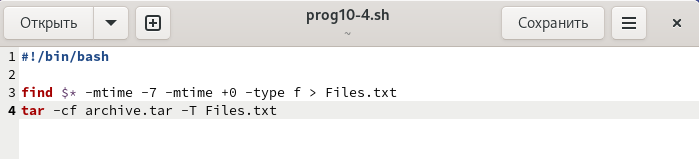 Открыть
prog10-4.sh
~
Сохранить
1 #!/bin/bash
2
3 find $* -mtime -7 -mtime +0 -type f > Files.txt
4 tar -cf archive.tar -T Files.txt